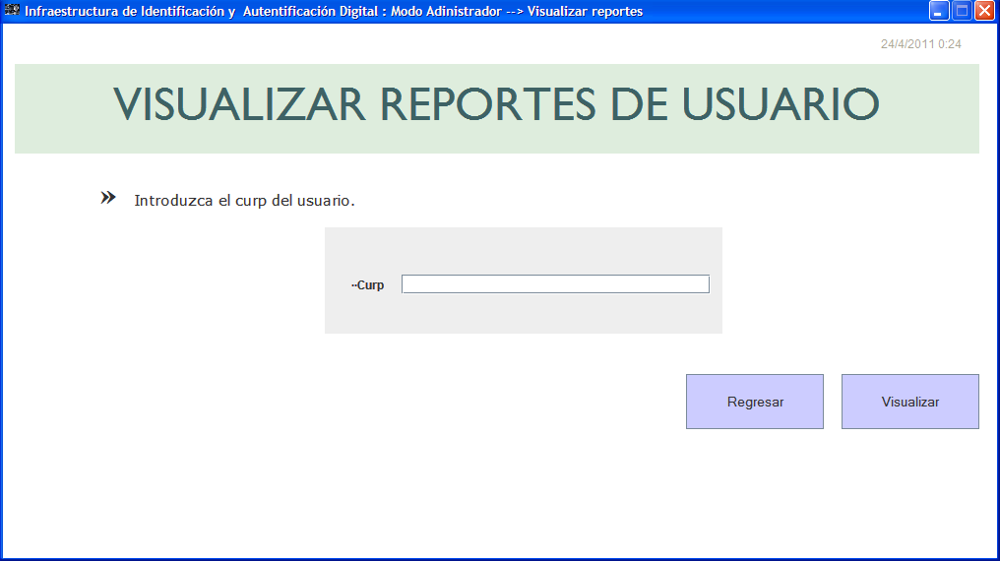 Infraestructura de Identificación y  Autentificación Digital : Modo Adinistrador --> Visualizar reportes
24/4/2011 0:24
VISUALIZAR REPORTES DE USUARIO
» Introduzca el curp del usuario.
··Curp
Regresar Visualizar